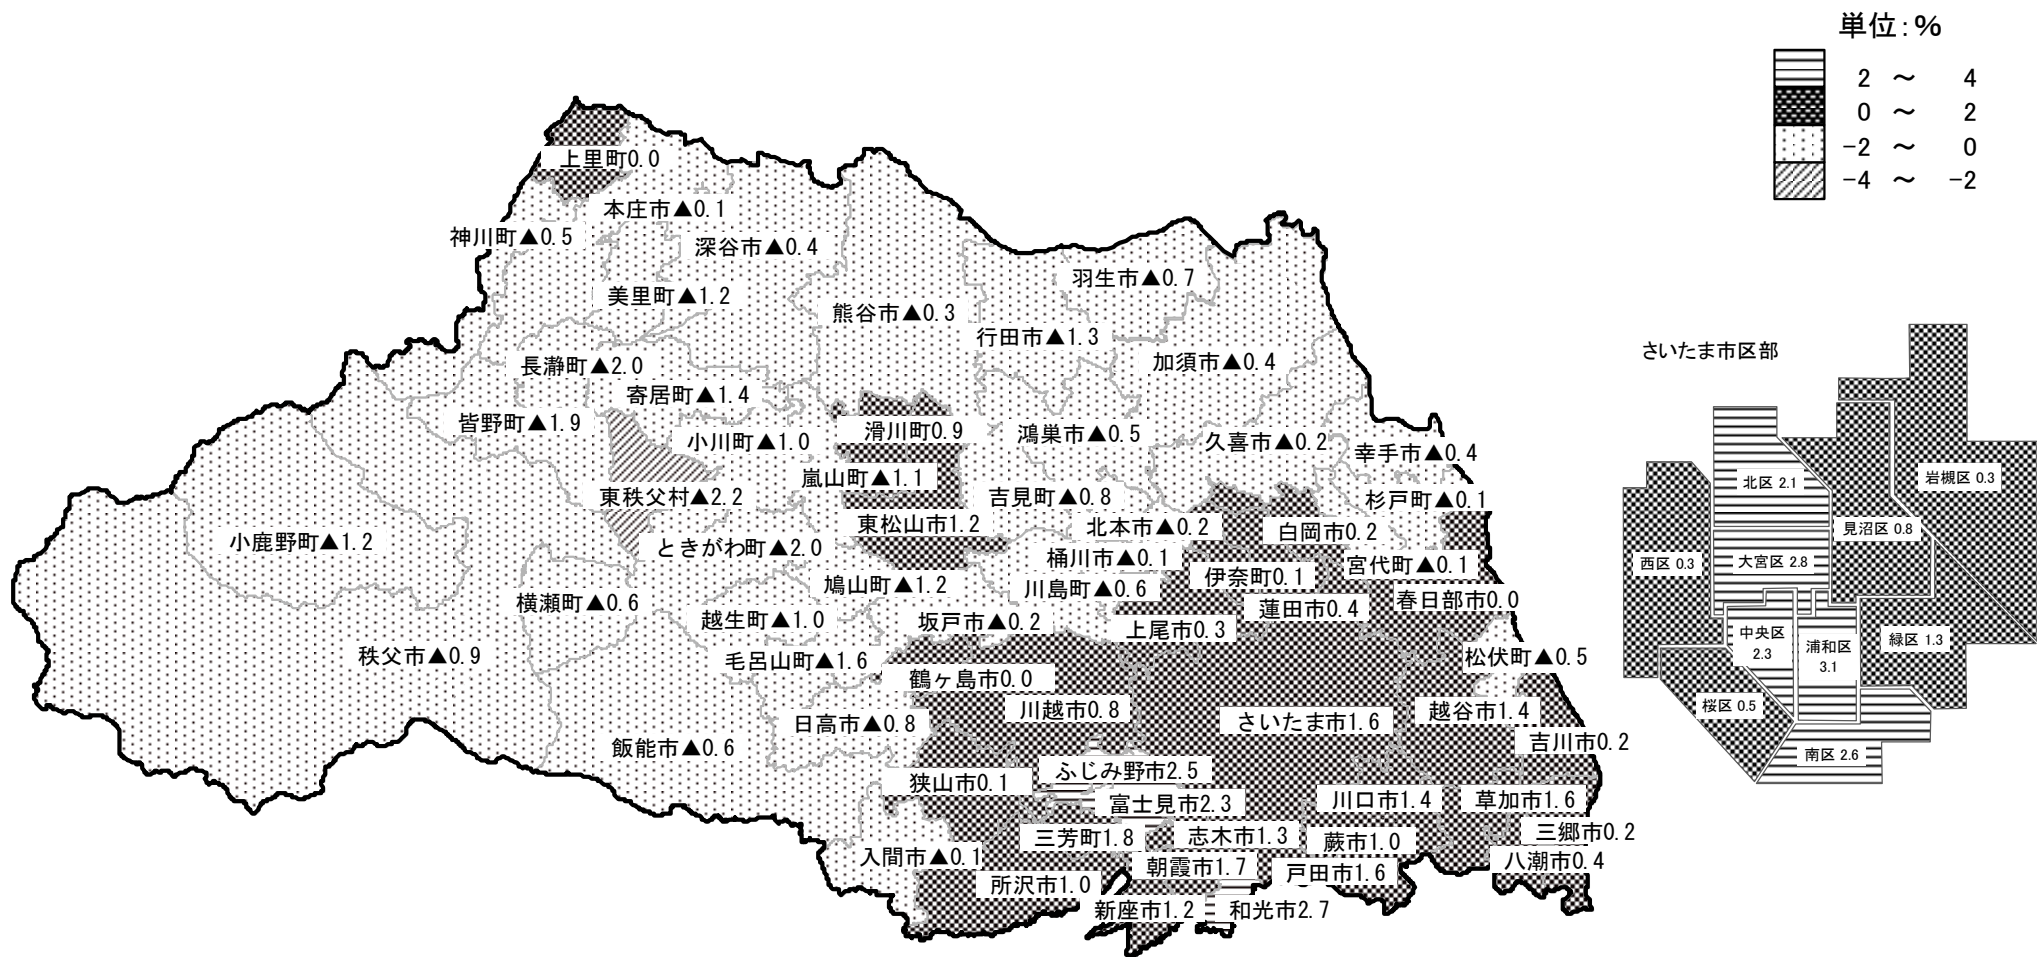 単位：%
2 ～ 4
0 ～ 2
-2 ～ 0
-4 ～ -2
上里町0.0
本庄市▲0.1
神川町▲0.5
深谷市▲0.4
美里町▲1.2
羽生市▲0.7
熊谷市▲0.3
行田市▲1.3
加須市▲0.4
長瀞町▲2.0
寄居町▲1.4
皆野町▲1.9
小川町▲1.0
滑川町0.9
鴻巣市▲0.5
久喜市▲0.2
幸手市▲0.4
嵐山町▲1.1
東秩父村▲2.2
吉見町▲0.8
杉戸町▲0.1
東松山市1.2
北本市▲0.2
白岡市0.2
小鹿野町▲1.2
ときがわ町▲2.0
桶川市▲0.1
宮代町▲0.1
伊奈町0.1
鳩山町▲1.2
川島町▲0.6
横瀬町▲0.6
春日部市0.0
蓮田市0.4
越生町▲1.0
坂戸市▲0.2
上尾市0.3
秩父市▲0.9
毛呂山町▲1.6
松伏町▲0.5
鶴ヶ島市0.0
川越市0.8
越谷市1.4
日高市▲0.8
さいたま市1.6
飯能市▲0.6
吉川市0.2
ふじみ野市2.5
狭山市0.1
富士見市2.3
川口市1.4
草加市1.6
三芳町1.8
志木市1.3
蕨市1.0
三郷市0.2
入間市▲0.1
朝霞市1.7
八潮市0.4
所沢市1.0
戸田市1.6
新座市1.2
和光市2.7
さいたま市区部
岩槻区 0.3
北区 2.1
見沼区 0.8
西区 0.3
大宮区 2.8
中央区
2.3
浦和区
3.1
緑区 1.3
桜区 0.5
南区 2.6